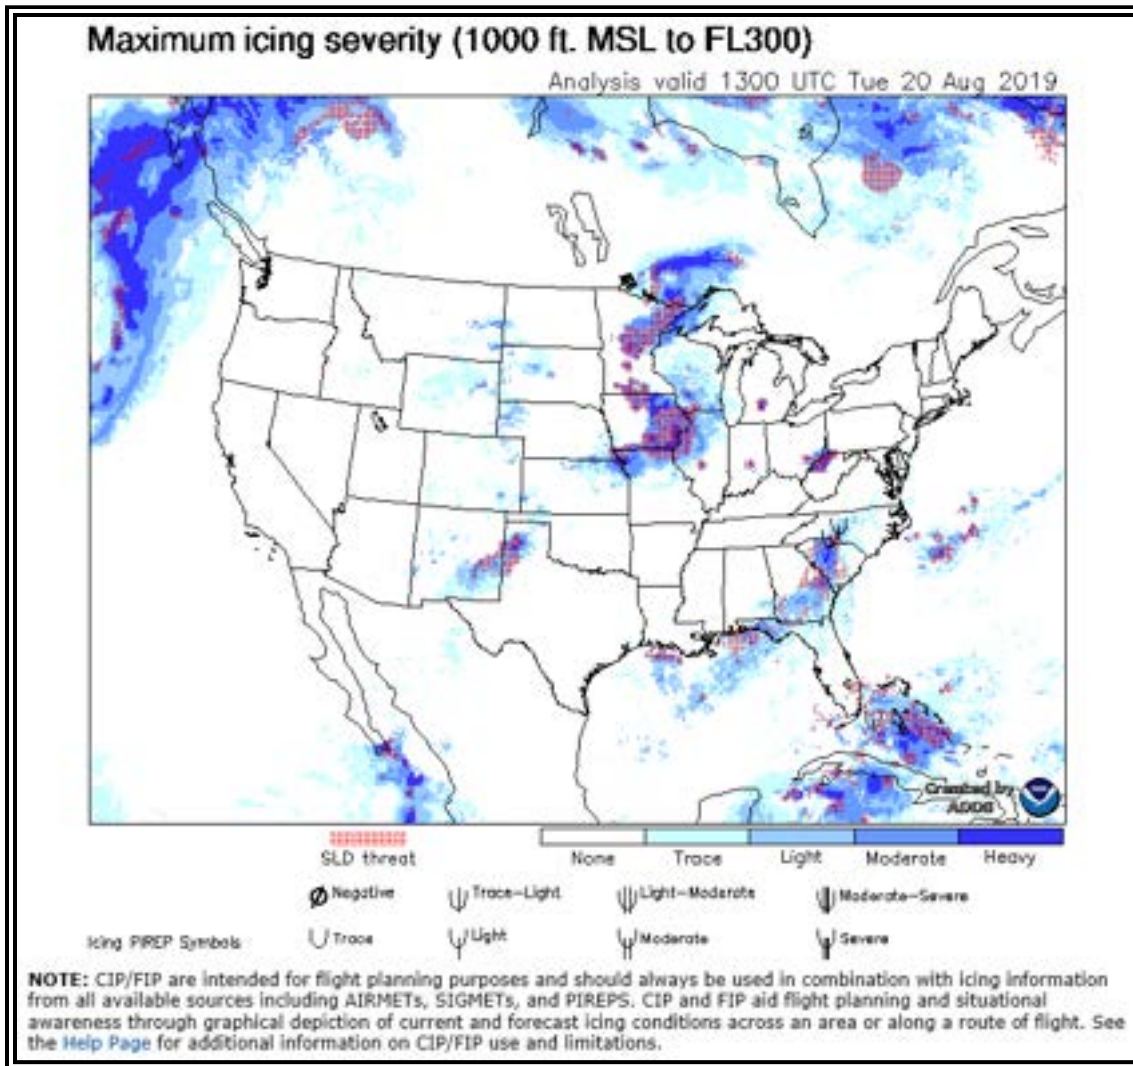 Maximum icing severity (1000 ft. MSL to FL300)
Analysis valid 1300 UTC Tue 20 Aug 2019
Created by
ADDS
SLD threat
None Trace Light Moderate Heavy
Negative Trace-Light Light-Moderate Moderate-Severe
Icing PIREP Symbols Trace Light Moderate Severe
NOTE: CIP/FIP are intended for flight planning purposes and should always be used in combination with icing information
from all available sources including AIRMETs, SIGMETs, and PIREPS. CIP and FIP aid flight planning and situational
awareness through graphical depiction of current and forecast icing conditions across an area or along a route of flight. See
the Help Page for additional information on CIP/FIP use and limitations.